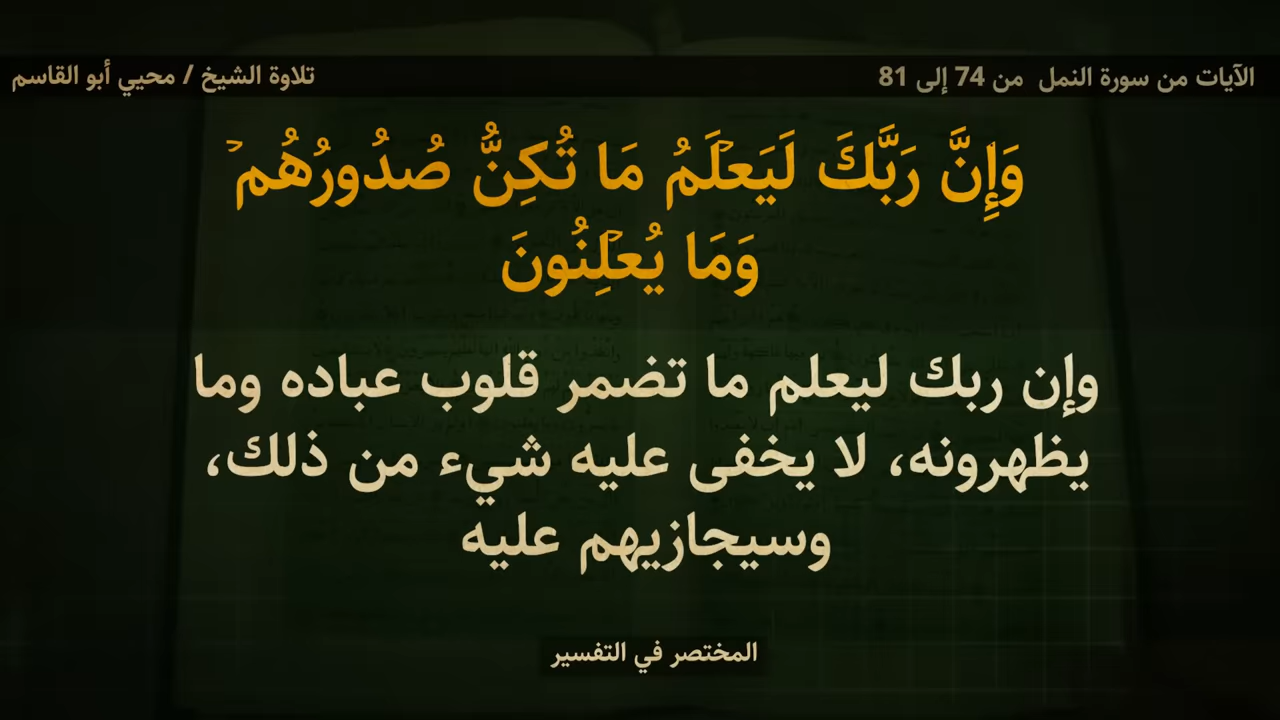 الآيات من سورة النمل من 74 إلى 81
تلاوة الشيخ / محيي أبو القاسم
وَإِنَّ رَبَّكَ لَيَعۡلَمُ مَا تُكِنُّ صُدُورُهُمۡ
وَمَا يُعۡلِنُونَ
وإن ربك ليعلم ما تضمر قلوب عباده وما
يظهرونه، لا يخفى عليه شيء من ذلك،
وسيجازيهم عليه
المختصر في التفسير